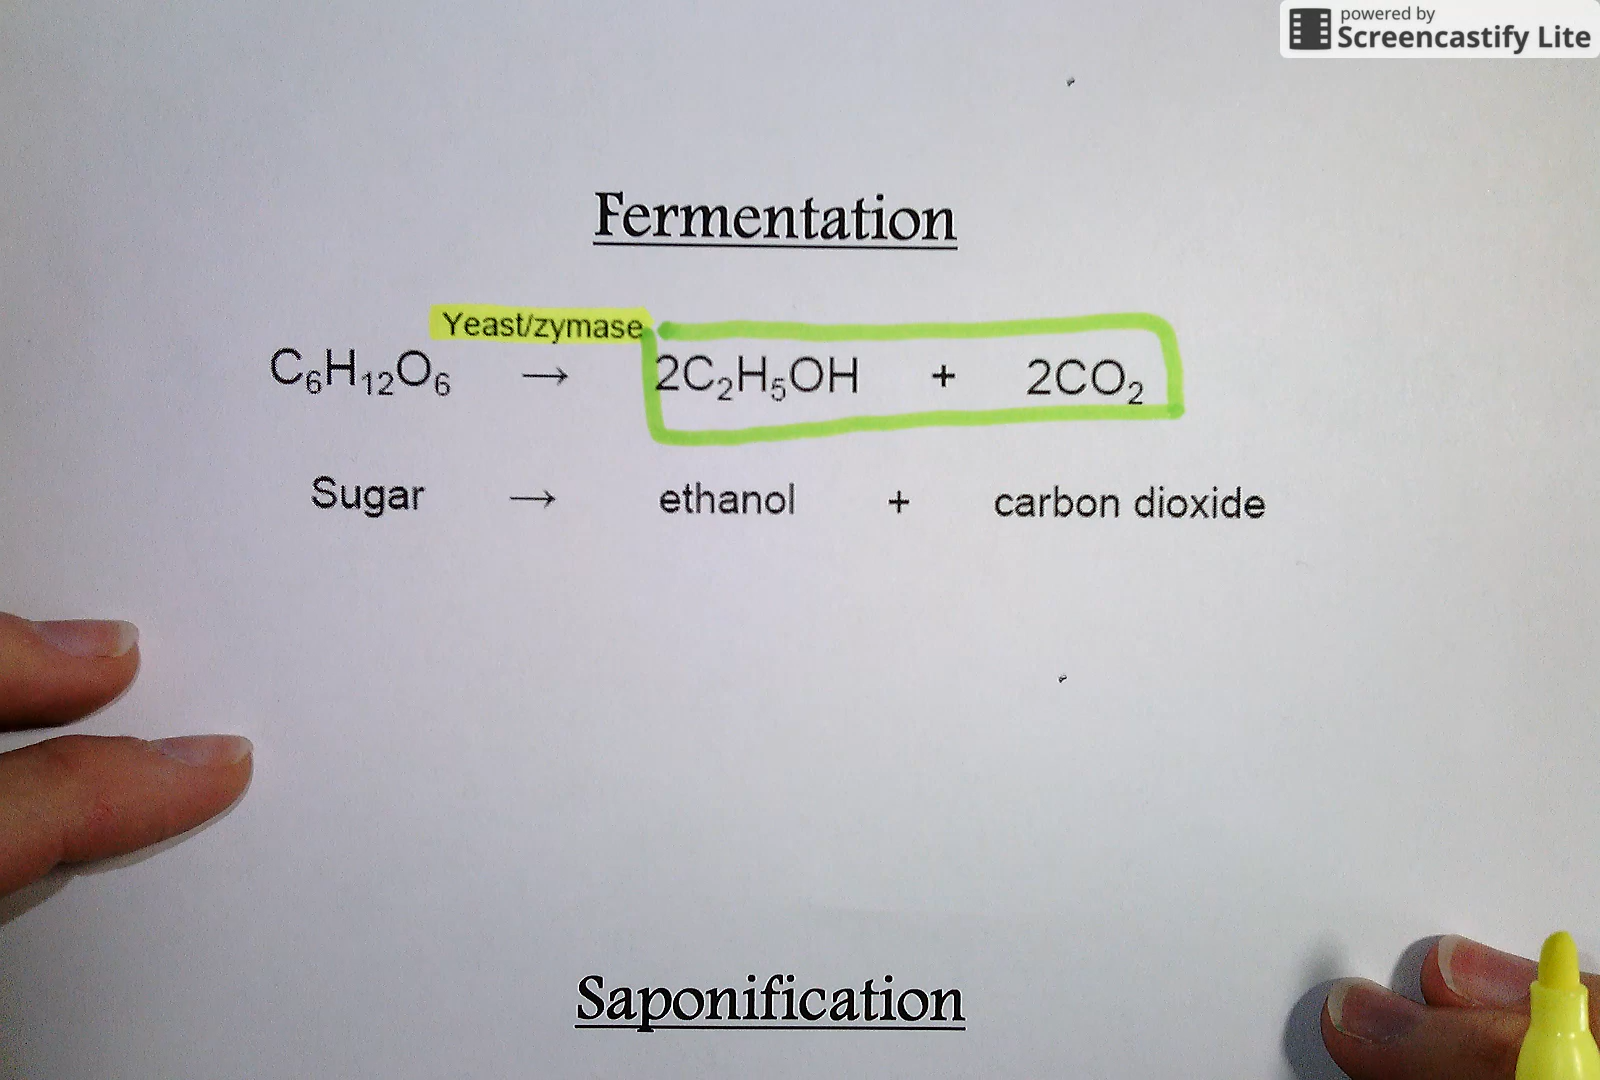 powered by
Screencastify Lite
Fermentation
Yeast/zymase
C₆H₁₂O₆ → 2C₂H₅OH + 2CO₂
Sugar → ethanol + carbon dioxide
Saponification